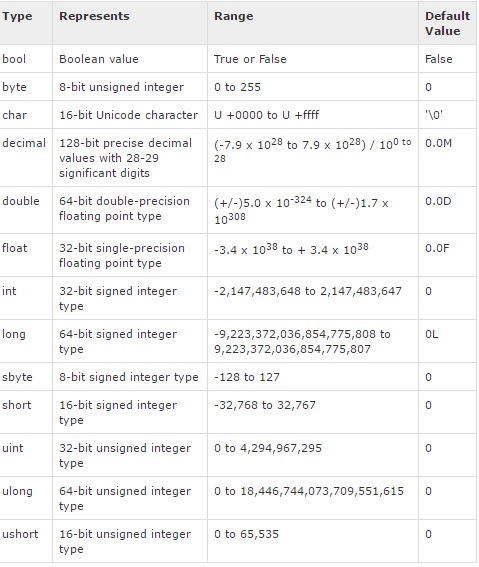 Type Represents Range Default
Value
bool Boolean value True or False False
byte 8-bit unsigned integer 0 to 255 0
char 16-bit Unicode character U +0000 to U +ffff '\0'
decimal 128-bit precise decimal (-7.9 x 10^28 to 7.9 x 10^28) / 10^0 to 0.0M
values with 28-29 28
significant digits
double 64-bit double-precision (+/-)5.0 x 10^-324 to (+/-)1.7 x 0.0D
floating point type 10^308
float 32-bit single-precision -3.4 x 10^38 to + 3.4 x 10^38 0.0F
floating point type
int 32-bit signed integer -2,147,483,648 to 2,147,483,647 0
type
long 64-bit signed integer -9,223,372,036,854,775,808 to 0L
type 9,223,372,036,854,775,807
sbyte 8-bit signed integer type -128 to 127 0
short 16-bit signed integer -32,768 to 32,767 0
type
uint 32-bit unsigned integer 0 to 4,294,967,295 0
type
ulong 64-bit unsigned integer 0 to 18,446,744,073,709,551,615 0
type
ushort 16-bit unsigned integer 0 to 65,535 0
type